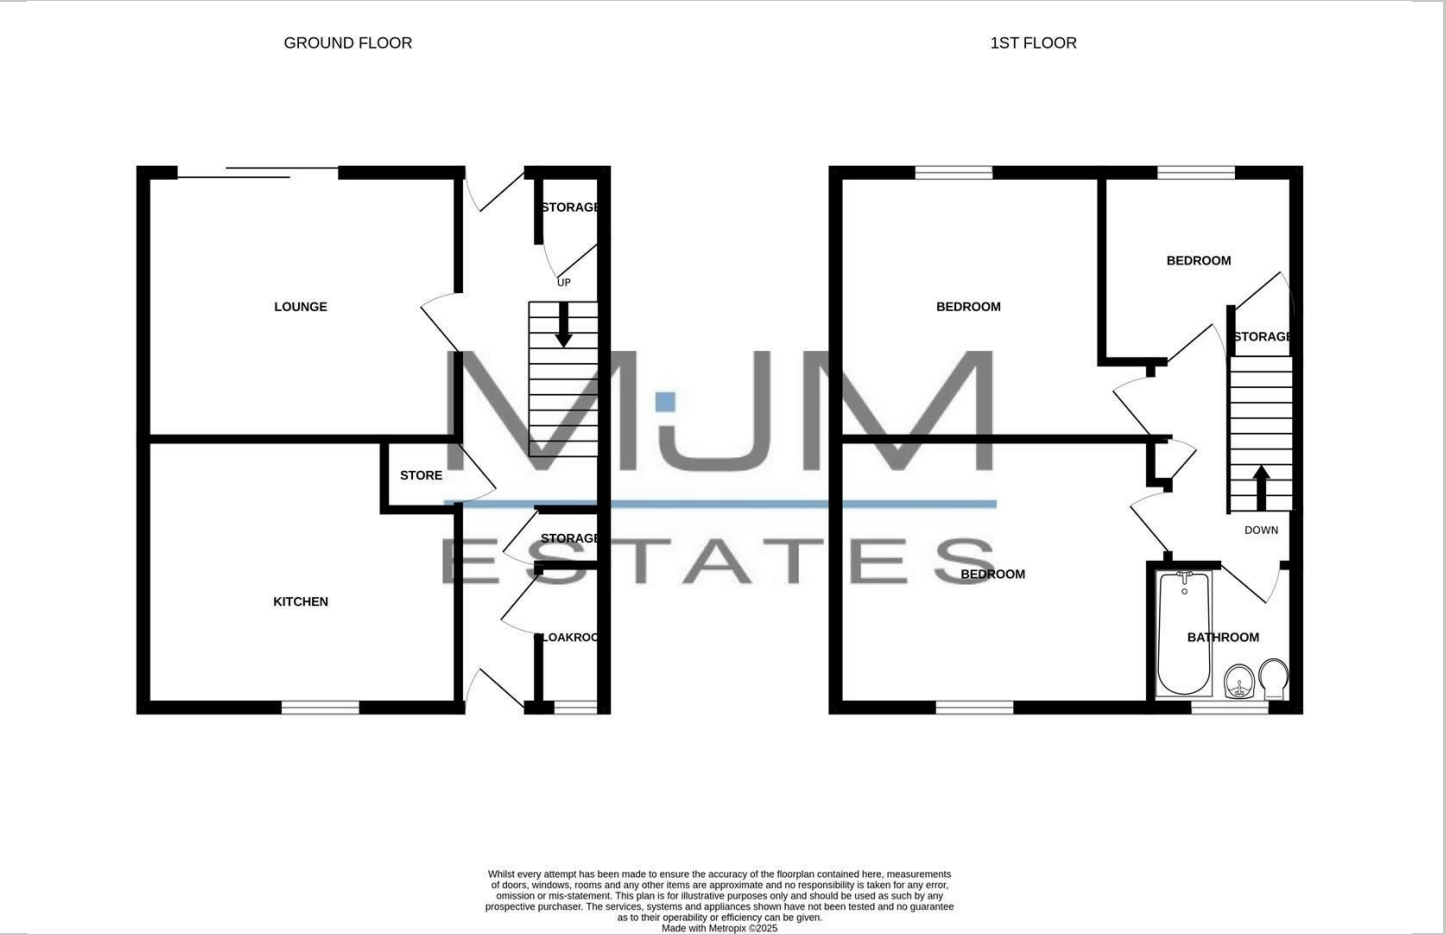 GROUND FLOOR
1ST FLOOR
STORAGE
UP
LOUNGE
STORE
STORAGE
KITCHEN
LOAKROO
BEDROOM
BEDROOM
STORAGE
DOWN
BEDROOM
BATHROOM
MJM
ESTATES
Whilst every attempt has been made to ensure the accuracy of the floorplan contained here, measurements
of doors, windows, rooms and any other items are approximate and no responsibility is taken for any error,
omission or mis-statement. This plan is for illustrative purposes only and should be used as such by any
prospective purchaser. The services, systems and appliances shown have not been tested and no guarantee
as to their operability or efficiency can be given.
Made with Metropix ©2025